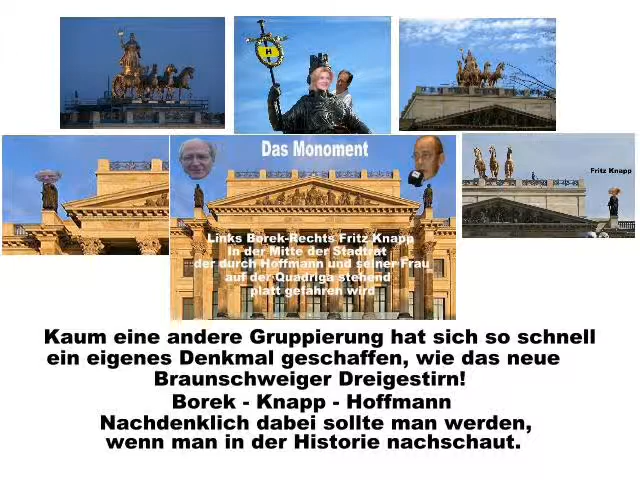 H
Das Monoment
Fritz Knapp
Links Borek-Rechts Fritz Knapp
In der Mitte der Stadtrat
der durch Hoffmann und seiner Frau
auf der Quadriga stehend
platt gefahren wird
Kaum eine andere Gruppierung hat sich so schnell
ein eigenes Denkmal geschaffen, wie das neue
Braunschweiger Dreigestirn!
Borek - Knapp - Hoffmann
Nachdenklich dabei sollte man werden,
wenn man in der Historie nachschaut.